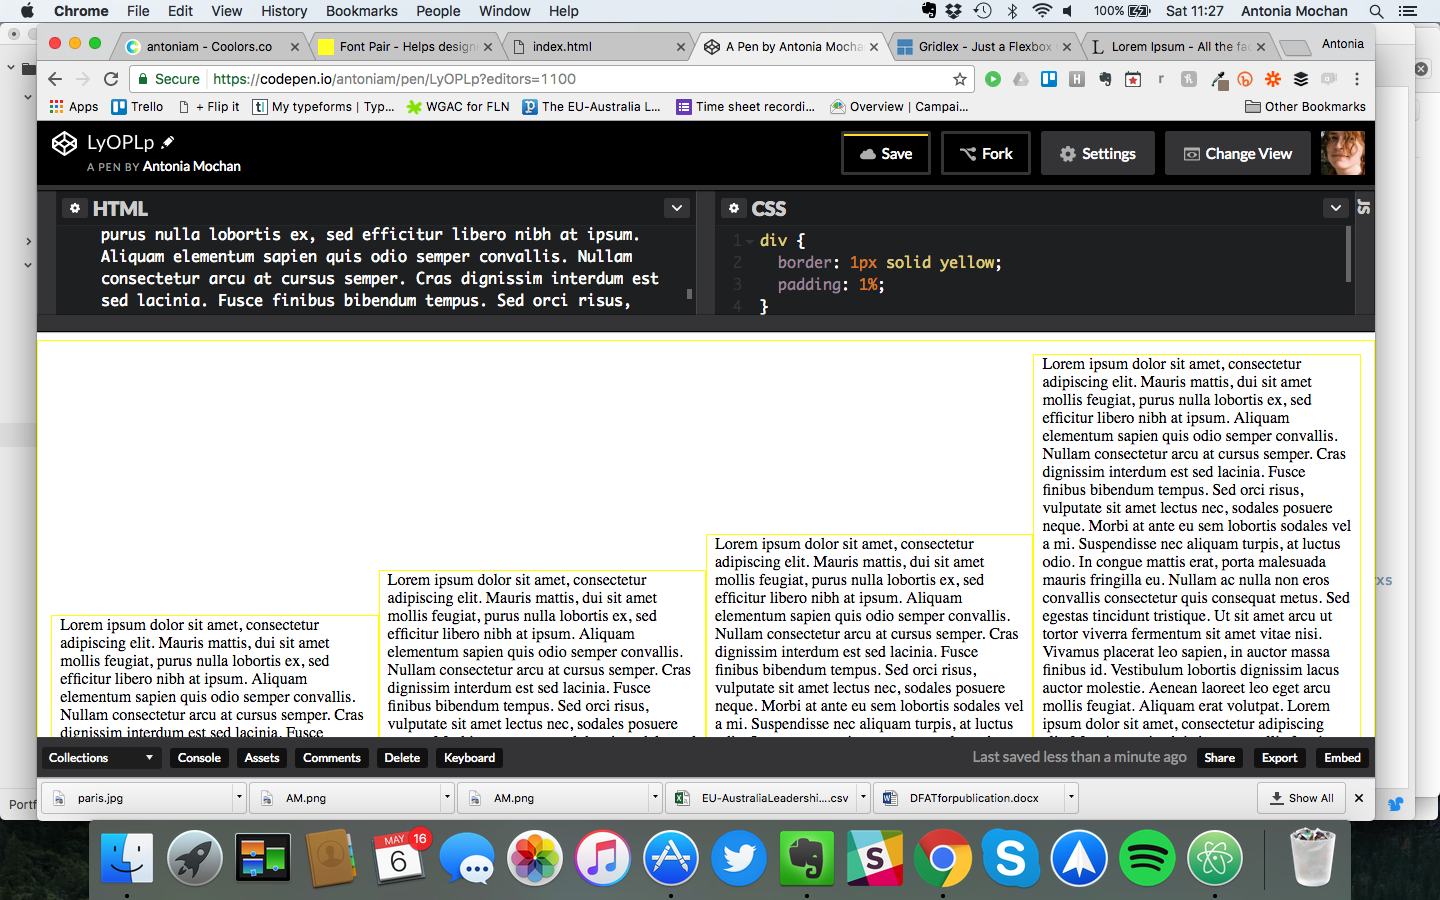 Chrome File Edit View History Bookmarks People Window Help 100% Sat 11:27 Antonia Mochan
antoniam - Coolors.co
Font Pair - Helps design
index.html
A Pen by Antonia Mocha
Gridlex - Just a Flexbox
Lorem Ipsum - All the fac
Antonia
Secure https://codepen.io/antoniam/pen/LyOPLp?editors=1100
Apps Trello + Flip it My typeforms | Typ... WGAC for FLN The EU-Australia L... Time sheet recordi... Overview | Campai... Other Bookmarks
LyOPLp
A PEN BY Antonia Mochan
Save Fork Settings Change View
HTML
purus nulla lobortis ex, sed efficitur libero nibh at ipsum.
Aliquam elementum sapien quis odio semper convallis. Nullam
consectetur arcu at cursus semper. Cras dignissim interdum est
sed lacinia. Fusce finibus bibendum tempus. Sed orci risus,
CSS
1 div {
2 border: 1px solid yellow;
3 padding: 1%;
4 }
JS
Lorem ipsum dolor sit amet, consectetur
adipiscing elit. Mauris mattis, dui sit amet
mollis feugiat, purus nulla lobortis ex, sed
efficitur libero nibh at ipsum. Aliquam
elementum sapien quis odio semper convallis.
Nullam consectetur arcu at cursus semper. Cras
dignissim interdum est sed lacinia. Fusce
Lorem ipsum dolor sit amet, consectetur
adipiscing elit. Mauris mattis, dui sit amet
mollis feugiat, purus nulla lobortis ex, sed
efficitur libero nibh at ipsum. Aliquam
elementum sapien quis odio semper convallis.
Nullam consectetur arcu at cursus semper. Cras
dignissim interdum est sed lacinia. Fusce
finibus bibendum tempus. Sed orci risus,
vulputate sit amet lectus nec, sodales posuere
Lorem ipsum dolor sit amet, consectetur
adipiscing elit. Mauris mattis, dui sit amet
mollis feugiat, purus nulla lobortis ex, sed
efficitur libero nibh at ipsum. Aliquam
elementum sapien quis odio semper convallis.
Nullam consectetur arcu at cursus semper. Cras
dignissim interdum est sed lacinia. Fusce
finibus bibendum tempus. Sed orci risus,
vulputate sit amet lectus nec, sodales posuere
neque. Morbi at ante eu sem lobortis sodales vel
a mi. Suspendisse nec aliquam turpis, at luctus
Lorem ipsum dolor sit amet, consectetur
adipiscing elit. Mauris mattis, dui sit amet
mollis feugiat, purus nulla lobortis ex, sed
efficitur libero nibh at ipsum. Aliquam
elementum sapien quis odio semper convallis.
Nullam consectetur arcu at cursus semper. Cras
dignissim interdum est sed lacinia. Fusce
finibus bibendum tempus. Sed orci risus,
vulputate sit amet lectus nec, sodales posuere
neque. Morbi at ante eu sem lobortis sodales vel
a mi. Suspendisse nec aliquam turpis, at luctus
odio. In congue mattis erat, porta malesuada
mauris fringilla eu. Nullam ac nulla non eros
convallis consectetur quis consequat metus. Sed
egestas tincidunt tristique. Ut sit amet arcu ut
tortor viverra fermentum sit amet vitae nisi.
Vivamus placerat leo sapien, in auctor massa
finibus id. Vestibulum lobortis dignissim lacus
auctor molestie. Aenean laoreet leo eget arcu
mollis feugiat. Aliquam erat volutpat. Lorem
ipsum dolor sit amet, consectetur adipiscing
xs
Collections Console Assets Comments Delete Keyboard Last saved less than a minute ago Share Export Embed
Portf
paris.jpg AM.png AM.png EU-AustraliaLeadershi....csv DFATforpublication.docx Show All
MAY
6
16